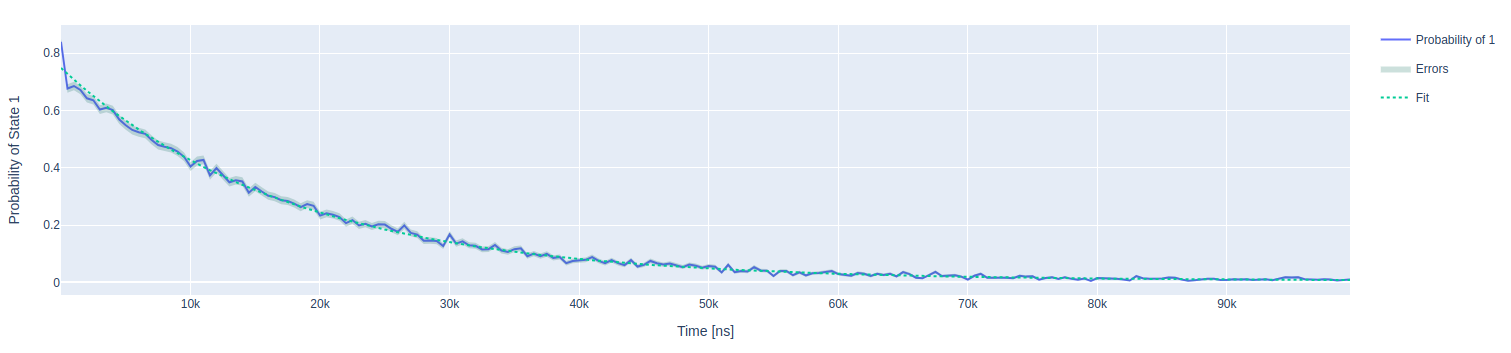 Probability of State 1
0.8
0.6
0.4
0.2
0
10k
20k
30k
40k
50k
60k
70k
80k
90k
Time [ns]
Probability of 1
Errors
Fit